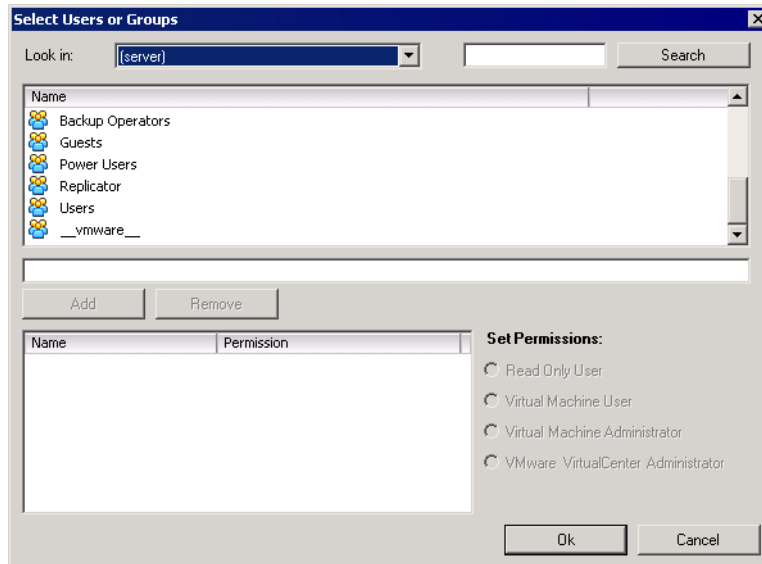 Select Users or Groups
Look in: (server) Search
Name
Backup Operators
Guests
Power Users
Replicator
Users
__vmware__
Add Remove
Name Permission
Set Permissions:
Read Only User
Virtual Machine User
Virtual Machine Administrator
VMware VirtualCenter Administrator
Ok Cancel